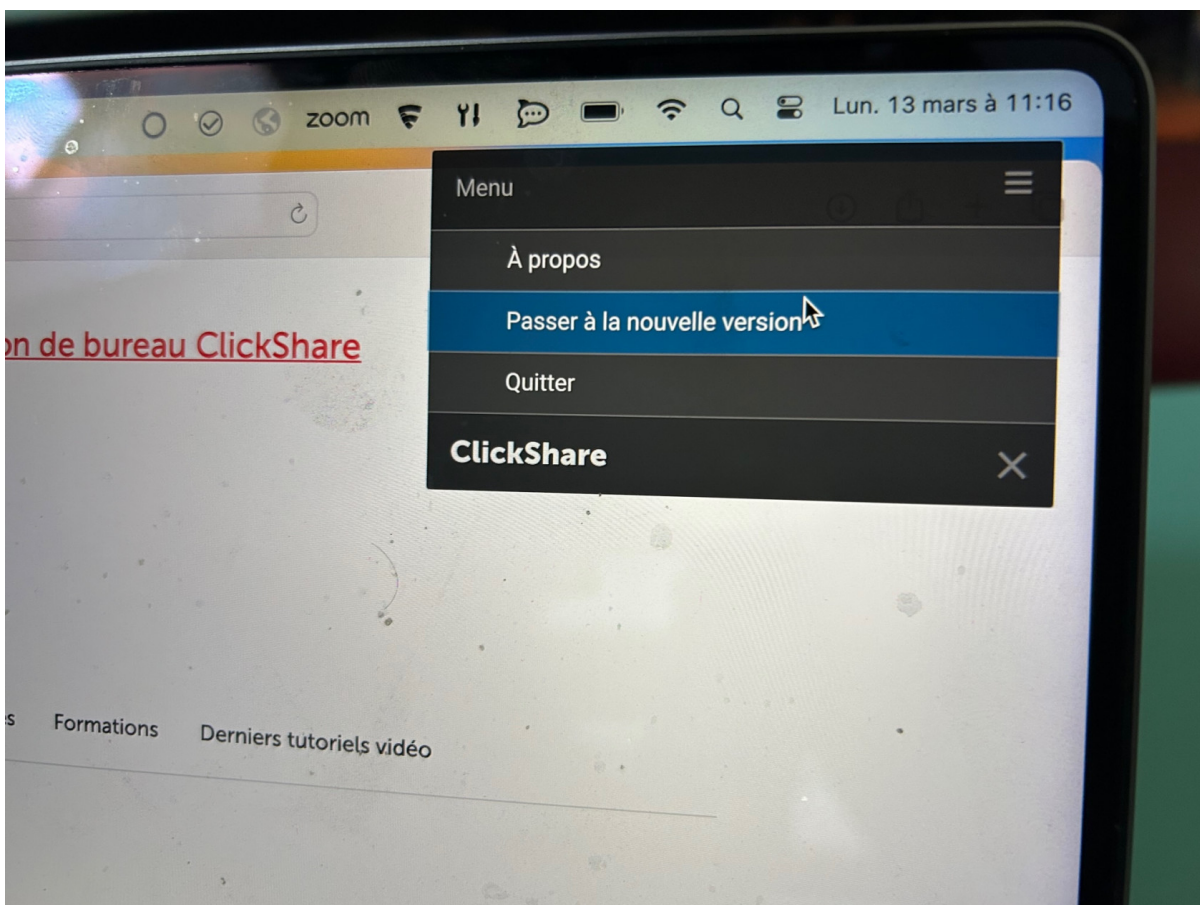 zoom Lun. 13 mars à 11:16
Menu
À propos
Passer à la nouvelle version
Quitter
ClickShare
on de bureau ClickShare
s Formations Derniers tutoriels vidéo